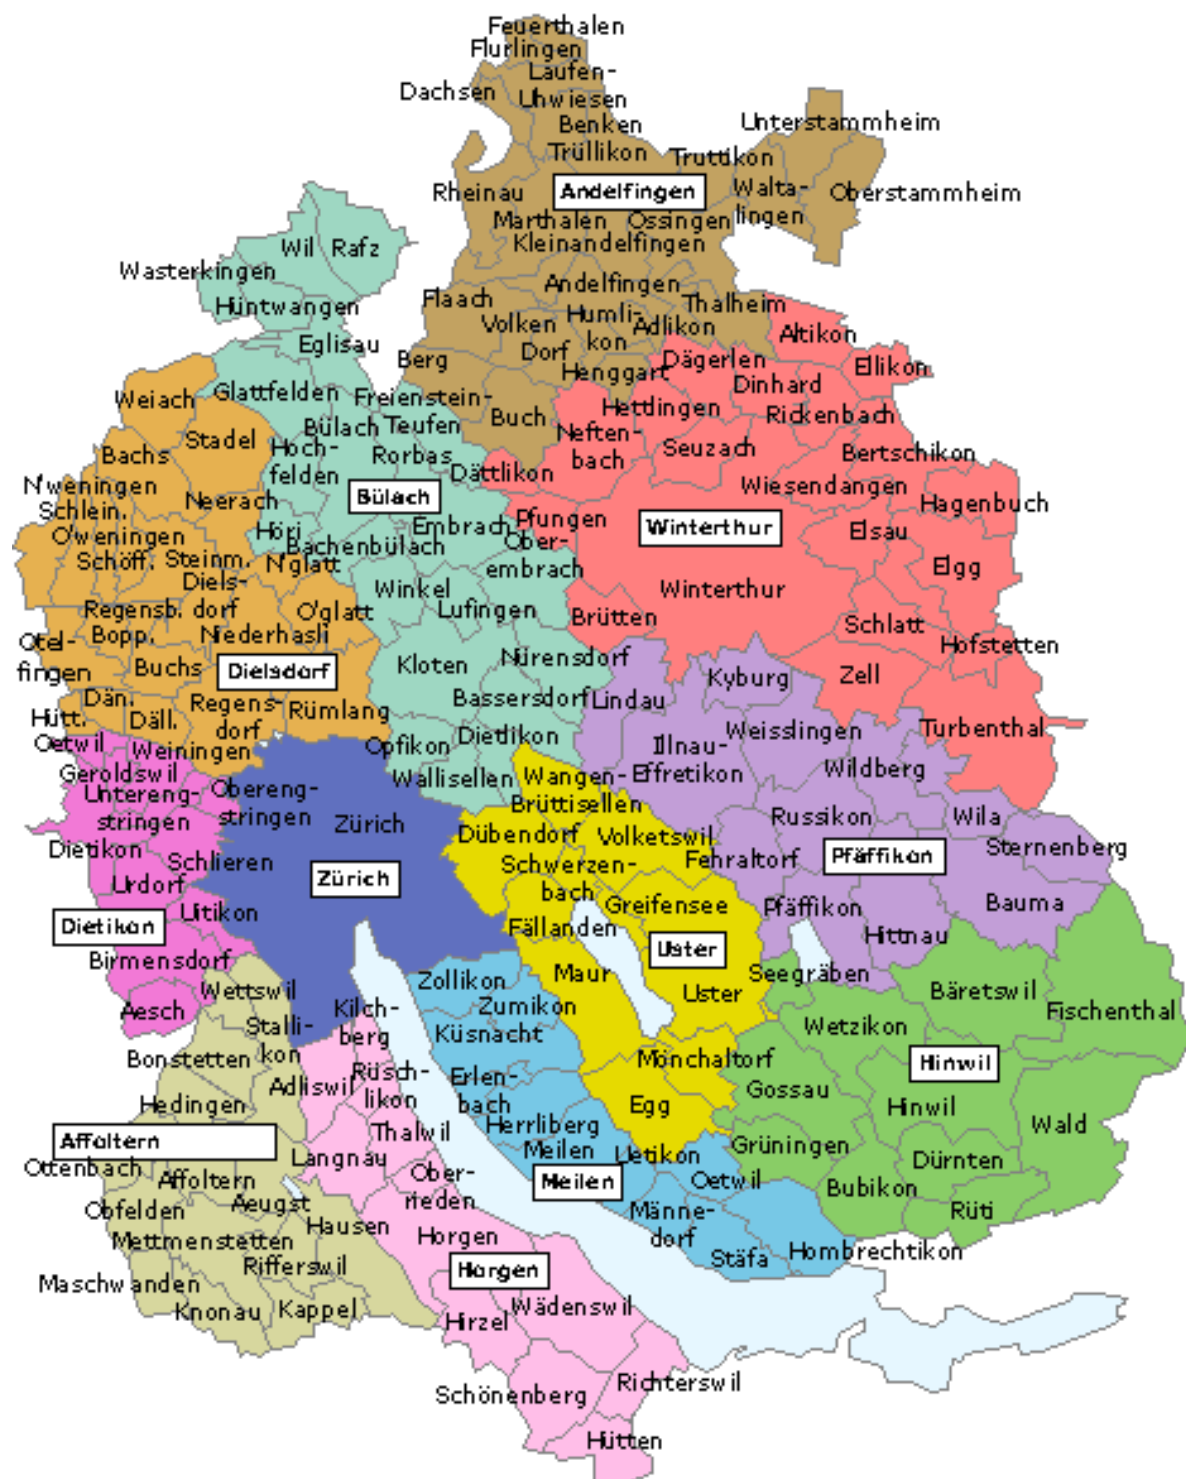 Feuerthalen
Flurlingen
Laufen-
Uhwiesen
Dachsen
Benken
Trüllikon
Truttikon
Unterstammheim
Rheinau
Andelfingen
Walta-
lingen
Oberstammheim
Marthalen
Ossingen
Kleinandelfingen
Wil
Rafz
Wasterkingen
Hüntwangen
Andelfingen
Flaach
Volken
Humli-
kon
Thalheim
Adlikon
Altikon
Eglisau
Berg
Dorf
Henggart
Dägerlen
Ellikon
Weiach
Glattfelden
Freienstein-
Teufen
Buch
Hettlingen
Dinhard
Rickenbach
Stadel
Bülach
Neften-
bach
Seuzach
Bertschikon
Bachs
Hoch-
felden
Rorbas
Dättlikon
Wiesendangen
Hagenbuch
N'weningen
Schlein.
Neerach
Bülach
Pfungen
Winterthur
Elsau
O'weningen
Höri
Embrach
Bachenbülach
Ober-
embrach
Schöff.
Steinm.
N'glatt
Elgg
Diels-
dorf
Winkel
Winterthur
Regensb.
O'glatt
Lufingen
Brütten
Schlatt
Hofstetten
Otel-
fingen
Bopp.
Niederhasli
Buchs
Dielsdorf
Kloten
Nürensdorf
Kyburg
Zell
Dän.
Regens-
dorf
Rümlang
Bassersdorf
Lindau
Hütt.
Däll.
Weisslingen
Turbenthal
Oetwil
Weiningen
Opfikon
Dietlikon
Illnau-
Effretikon
Geroldswil
Wallisellen
Wangen-
Brüttisellen
Wildberg
Untereng-
stringen
Obereng-
stringen
Zürich
Russikon
Wila
Dietikon
Schlieren
Dübendorf
Volketswil
Fehraltorf
Pfäffikon
Sternenberg
Urdorf
Zürich
Schwerzen-
bach
Dietikon
Uitikon
Greifensee
Pfäffikon
Bauma
Fällanden
Uster
Hittnau
Birmensdorf
Zollikon
Maur
Seegräben
Bäretswil
Fischenthal
Aesch
Wettswil
Kilch-
berg
Zumikon
Uster
Wetzikon
Stalli-
kon
Küsnacht
Bonstetten
Adliswil
Rüsch-
likon
Erlen-
bach
Mönchaltorf
Gossau
Hinwil
Hedingen
Egg
Hinwil
Wald
Affoltern
Thalwil
Herrliberg
Meilen
Uetikon
Grüningen
Ottenbach
Langnau
Meilen
Oetwil
Dürnten
Affoltern
Ober-
rieden
Bubikon
Obfelden
Aeugst
Hausen
Männe-
dorf
Rüti
Mettmenstetten
Horgen
Stäfa
Hombrechtikon
Rifferswil
Horgen
Maschwanden
Knonau
Kappel
Wädenswil
Hirzel
Schönenberg
Richterswil
Hütten